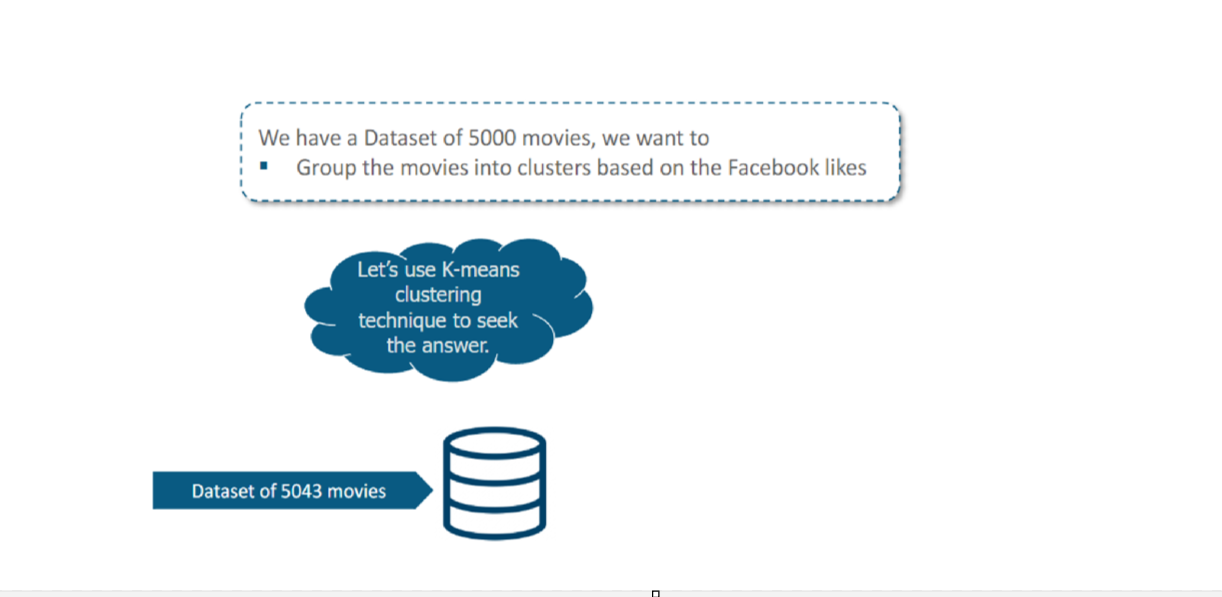 We have a Dataset of 5000 movies, we want to
▪ Group the movies into clusters based on the Facebook likes
Let's use K-means
clustering
technique to seek
the answer.
Dataset of 5043 movies